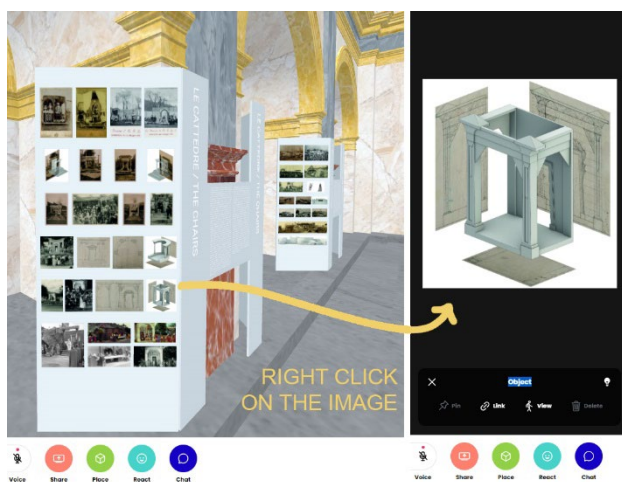 LE CATTEDRE / THE CHAIRS
RIGHT CLICK
ON THE IMAGE
Voice
Share
Place
React
Chat
Object
Pin
Link
View
Delete
Voice
Share
Place
React
Chat